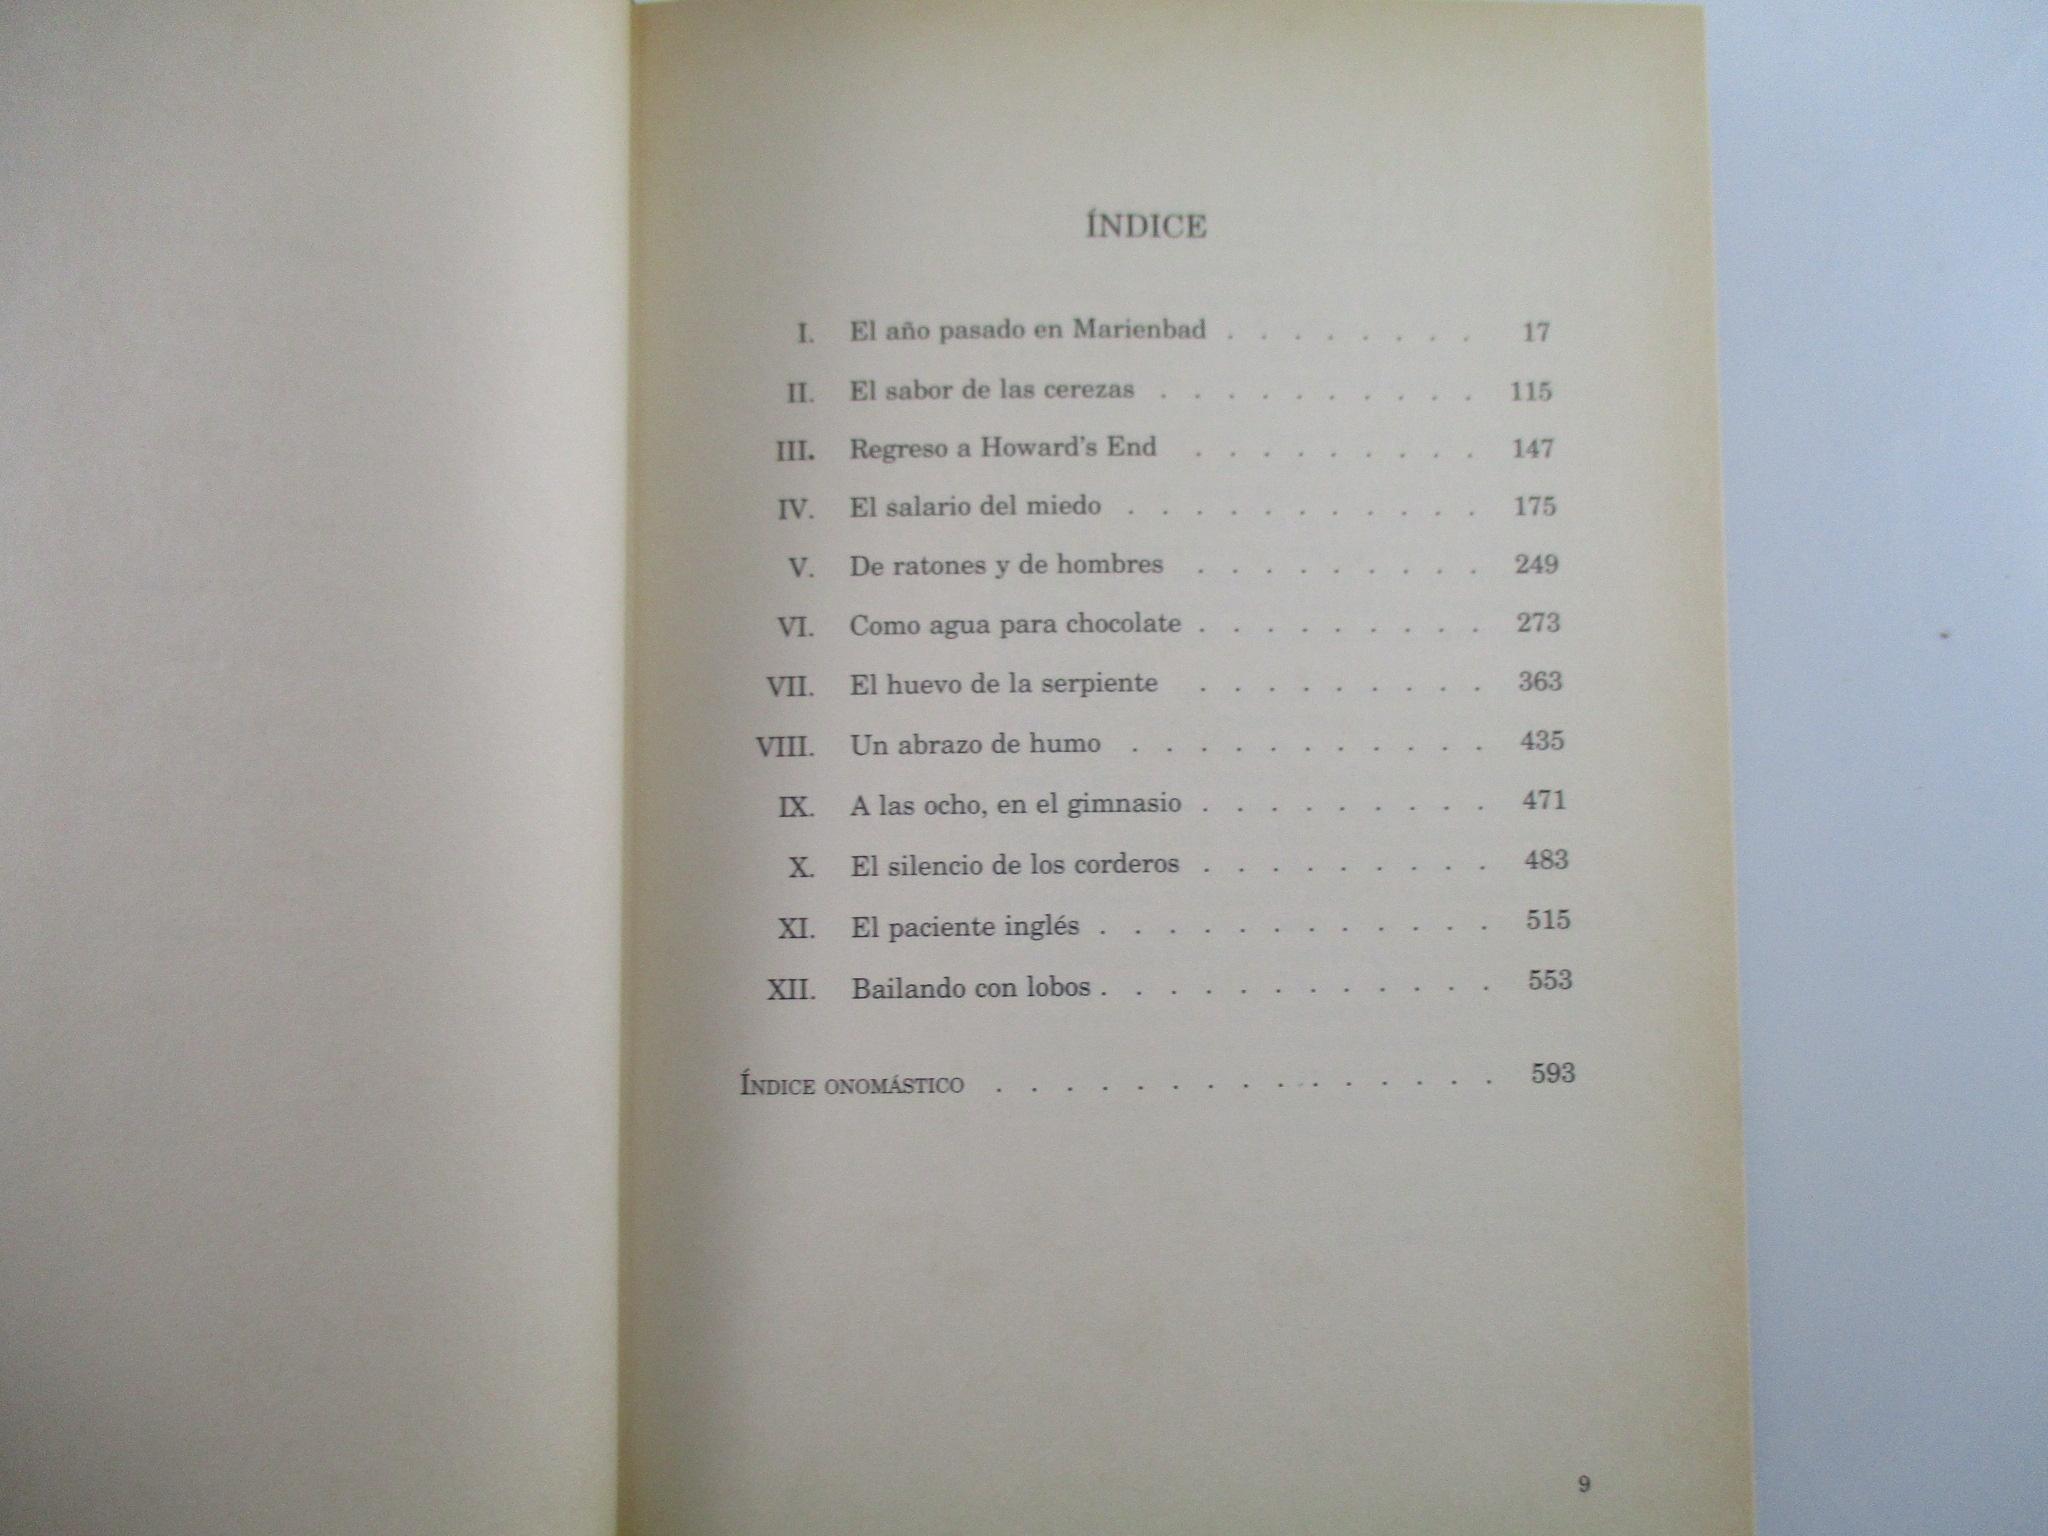 ÍNDICE
I. El año pasado en Marienbad . . . . . . . . 17
II. El sabor de las cerezas . . . . . . . . . . 115
III. Regreso a Howard's End . . . . . . . . . 147
IV. El salario del miedo . . . . . . . . . . . 175
V. De ratones y de hombres . . . . . . . . . 249
VI. Como agua para chocolate . . . . . . . . . 273
VII. El huevo de la serpiente . . . . . . . . . 363
VIII. Un abrazo de humo . . . . . . . . . . . 435
IX. A las ocho, en el gimnasio . . . . . . . . . 471
X. El silencio de los corderos . . . . . . . . . 483
XI. El paciente inglés . . . . . . . . . . . . 515
XII. Bailando con lobos . . . . . . . . . . . . 553
ÍNDICE ONOMÁSTICO . . . . . . . . . . . . . . . 593
9